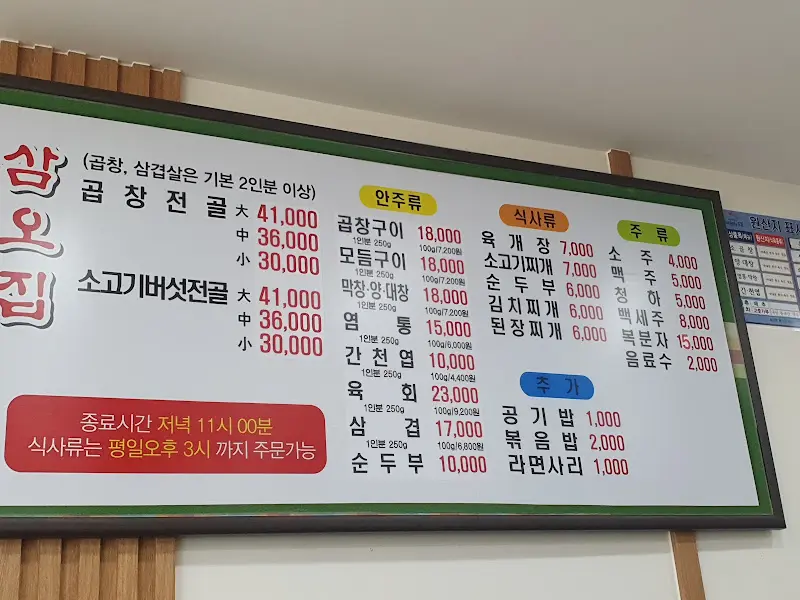 삼오집
(곱창, 삼겹살은 기본 2인분 이상)
곱창전골 大 41,000
中 36,000
小 30,000
소고기버섯전골 大 41,000
中 36,000
小 30,000
종료시간 저녁 11시 00분
식사류는 평일오후 3시 까지 주문가능
안주류
곱창구이 18,000
1인분 250g 100g/7,200원
모듬구이 18,000
1인분 250g 100g/7,200원
막창·양·대창 18,000
1인분 250g 100g/7,200원
염통 15,000
1인분 250g 100g/6,000원
간천엽 10,000
1인분 250g 100g/4,400원
육회 23,000
1인분 250g 100g/9,200원
삼겹 17,000
1인분 250g 100g/6,800원
순두부 10,000
식사류
육개장 7,000
소고기찌개 7,000
순두부 6,000
김치찌개 6,000
된장찌개 6,000
추가
공기밥 1,000
볶음밥 2,000
라면사리 1,000
주류
소주 4,000
맥주 5,000
청하 5,000
백세주 8,000
복분자 15,000
음료수 2,000
원산지 표시